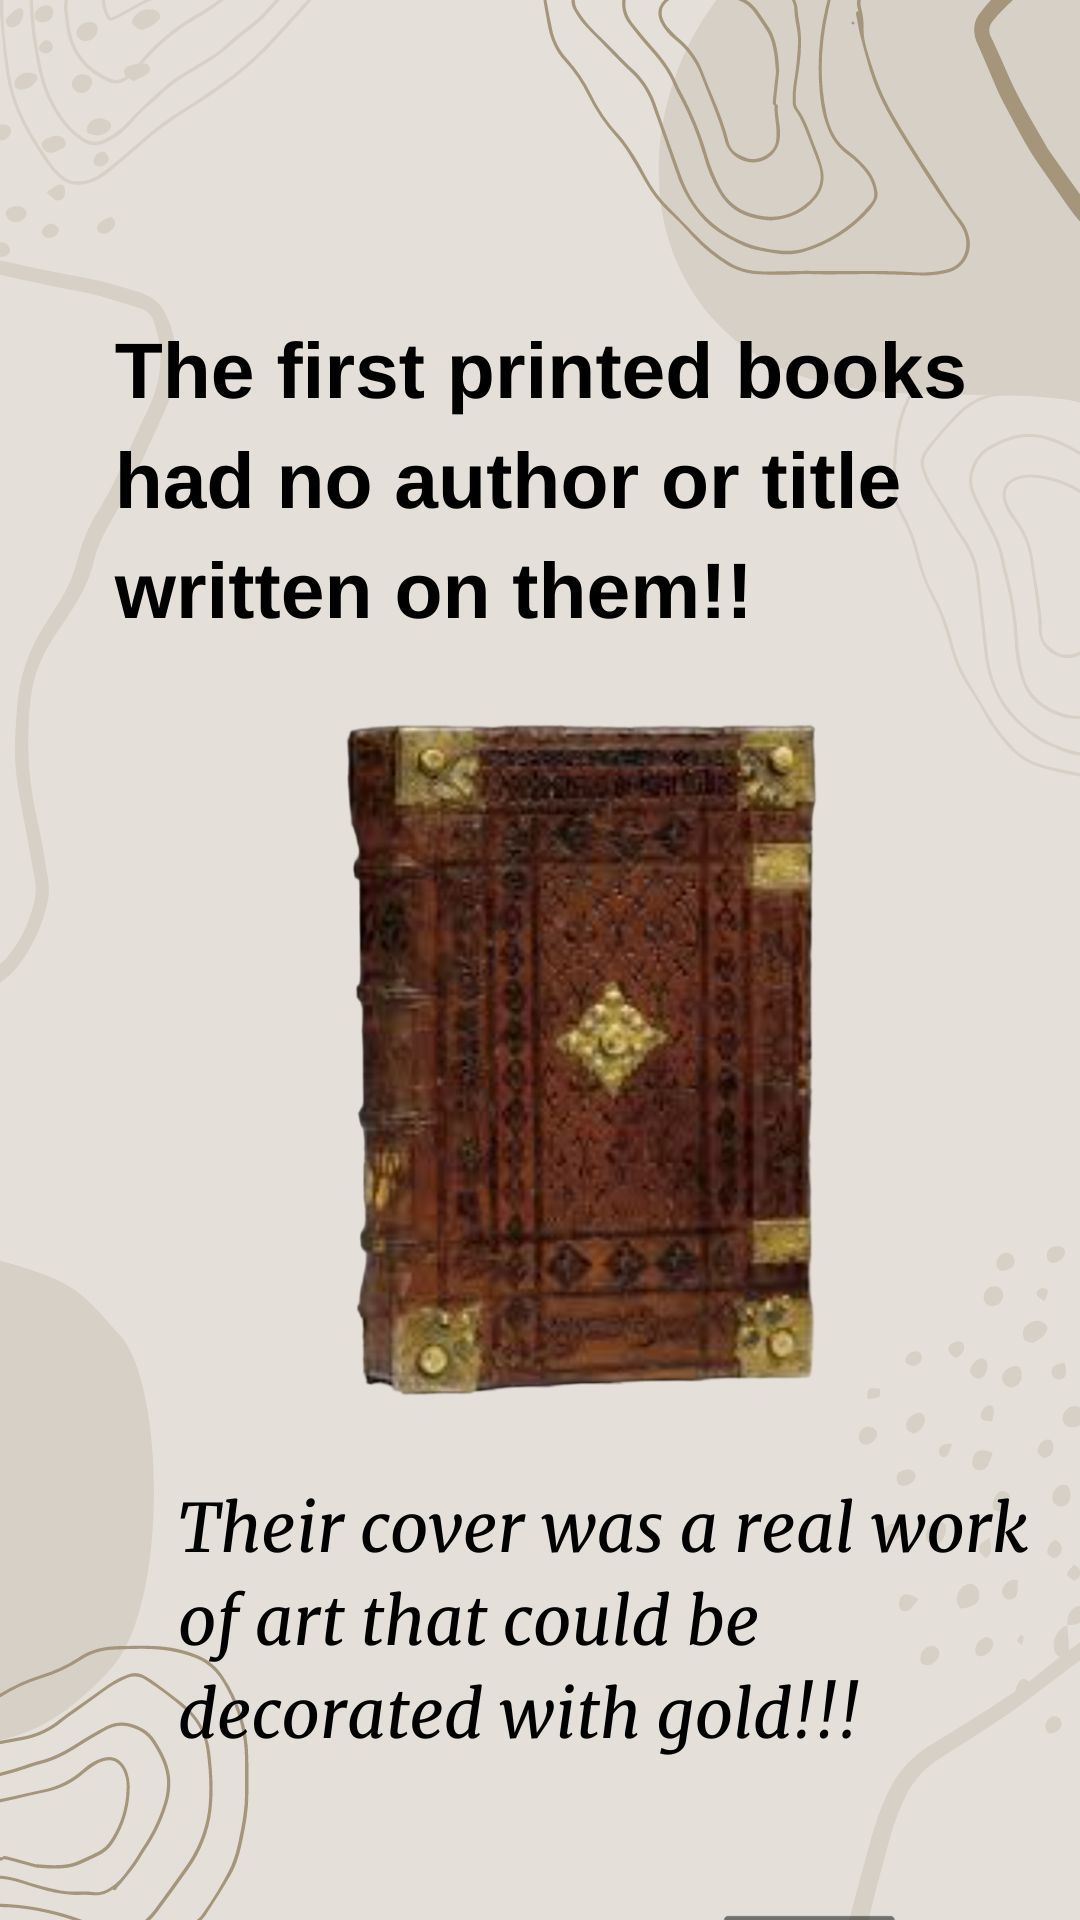 The first printed books
had no author or title
written on them!!
Their cover was a real work
of art that could be
decorated with gold!!!